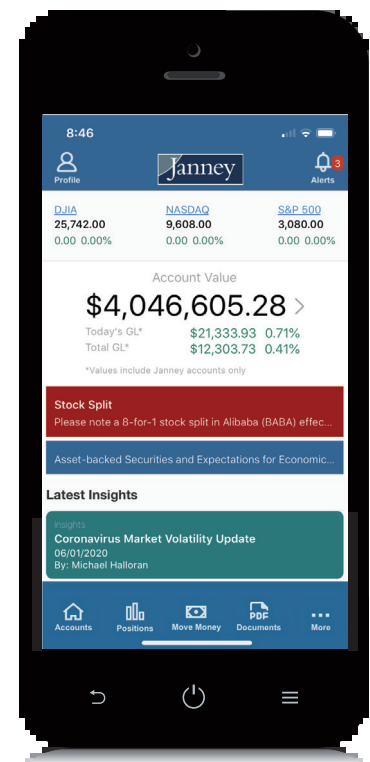 8:46
Janney
3
Profile
Alerts
DJIA NASDAQ S&P 500
25,742.00 9,608.00 3,080.00
0.00 0.00% 0.00 0.00% 0.00 0.00%
Account Value
$4,046,605.28 >
Today's GL* $21,333.93 0.71%
Total GL* $12,303.73 0.41%
*Values include Janney accounts only
Stock Split
Please note a 8-for-1 stock split in Alibaba (BABA) effec...
Asset-backed Securities and Expectations for Economic...
Latest Insights
Insights
Coronavirus Market Volatility Update
06/01/2020
By: Michael Halloran
PDF
Accounts Positions Move Money Documents More